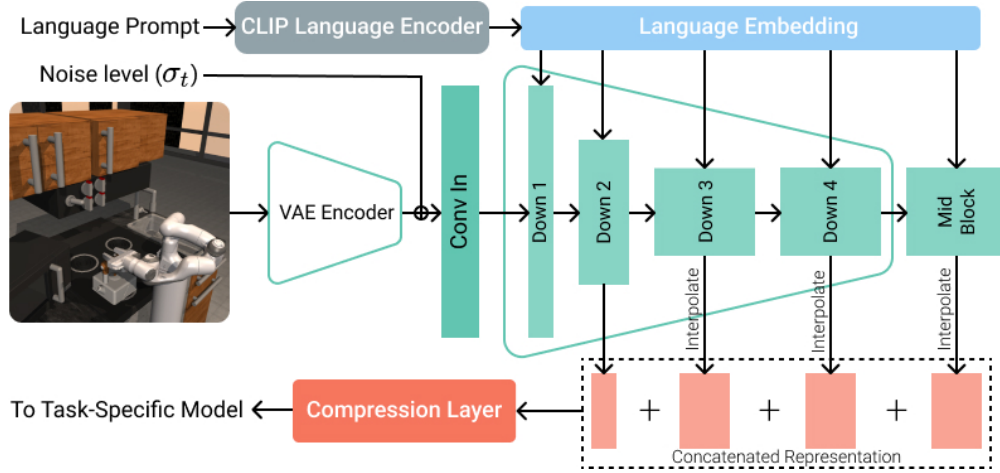 Language Prompt
CLIP Language Encoder
Language Embedding
Noise level (σt)
VAE Encoder
Conv In
Down 1
Down 2
Down 3
Down 4
Mid
Block
Interpolate
Interpolate
Interpolate
To Task-Specific Model
Compression Layer
+ + +
Concatenated Representation